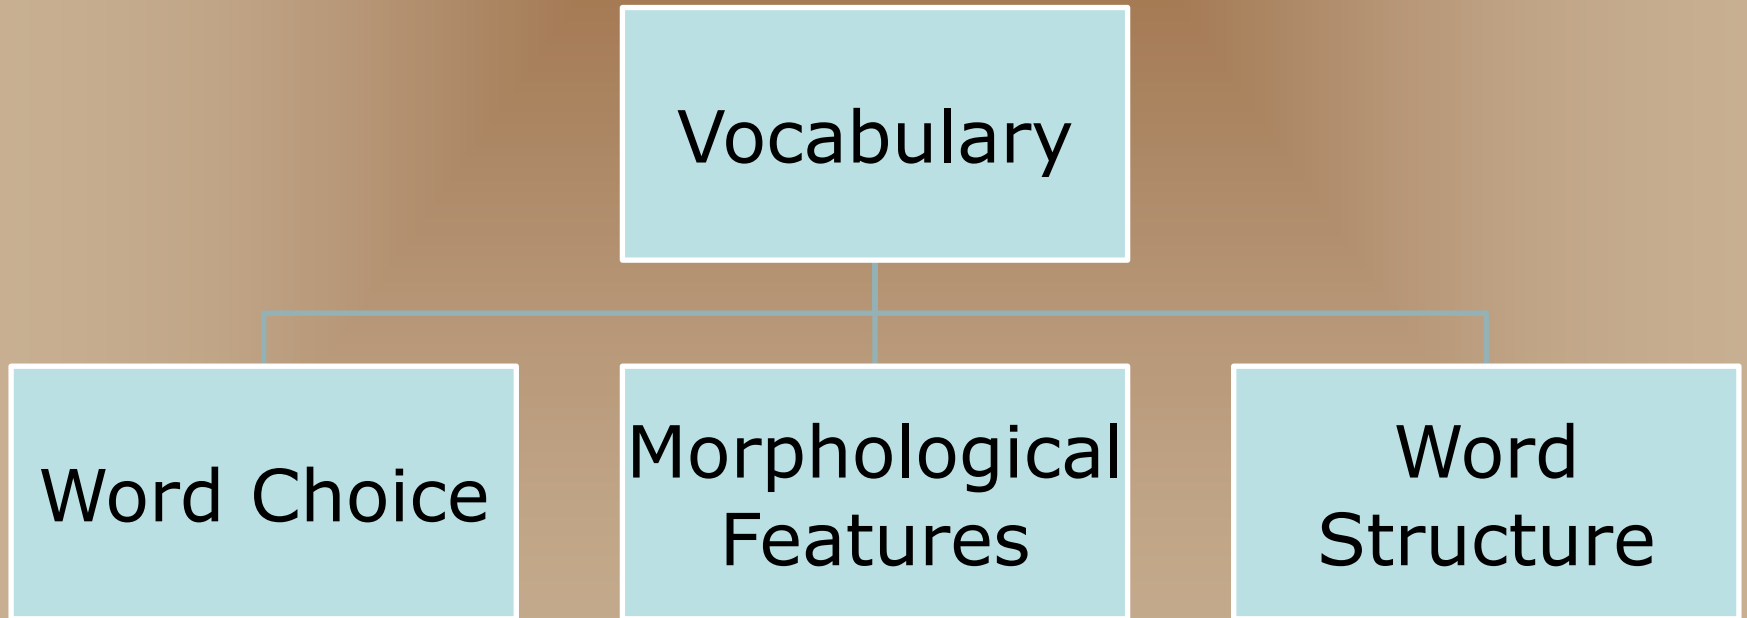 Vocabulary
Word Choice
Morphological
Features
Word
Structure